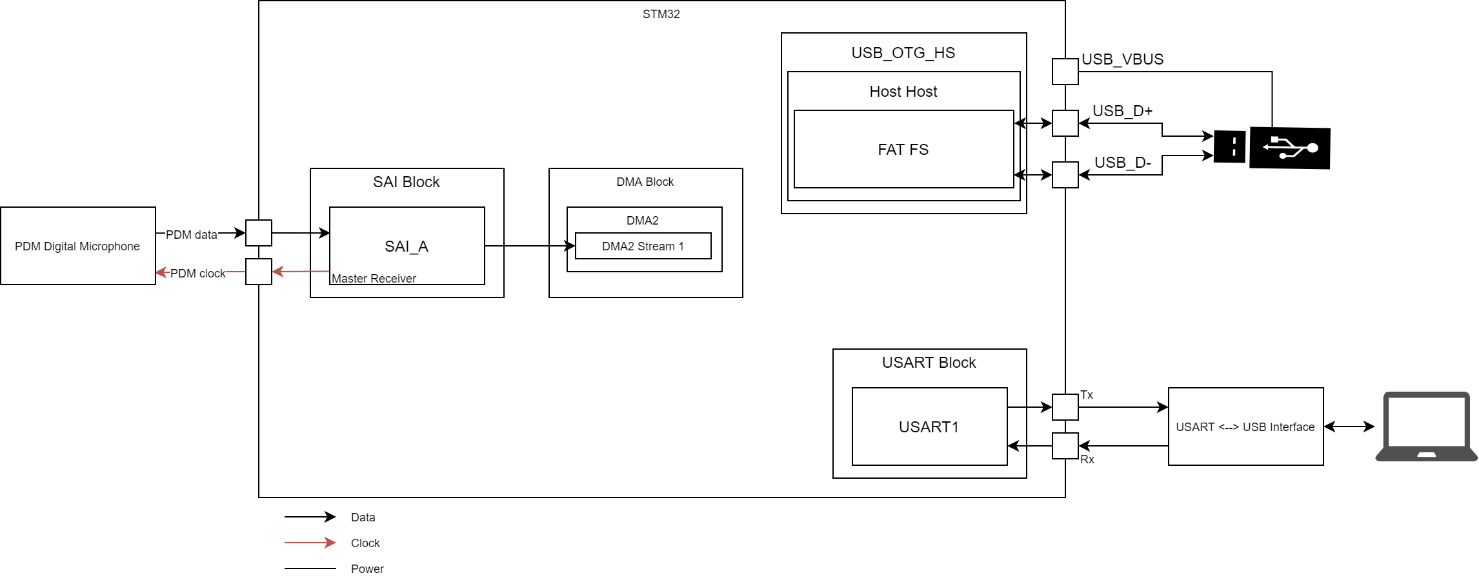 STM32
USB_OTG_HS
USB_VBUS
Host Host
USB_D+
FAT FS
USB_D-
SAI Block
DMA Block
DMA2
PDM Digital Microphone
PDM data
SAI_A
DMA2 Stream 1
PDM clock
Master Receiver
USART Block
Tx
USART1
USART <--> USB Interface
Rx
Data
Clock
Power